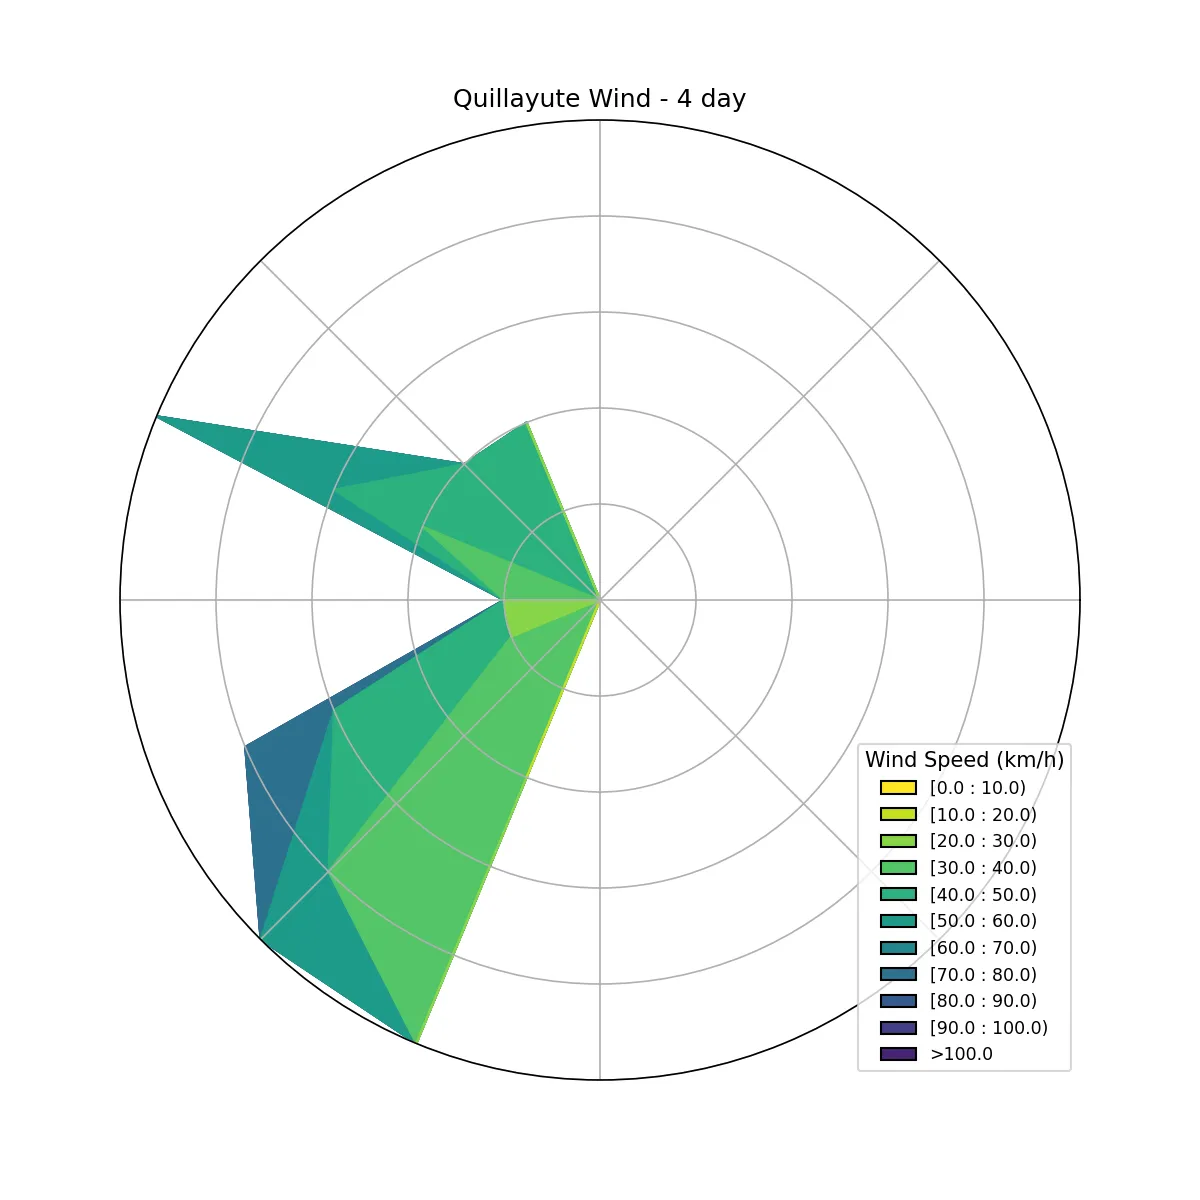 Quillayute Wind - 4 day
Wind Speed (km/h)
[0.0 : 10.0)
[10.0 : 20.0)
[20.0 : 30.0)
[30.0 : 40.0)
[40.0 : 50.0)
[50.0 : 60.0)
[60.0 : 70.0)
[70.0 : 80.0)
[80.0 : 90.0)
[90.0 : 100.0)
>100.0